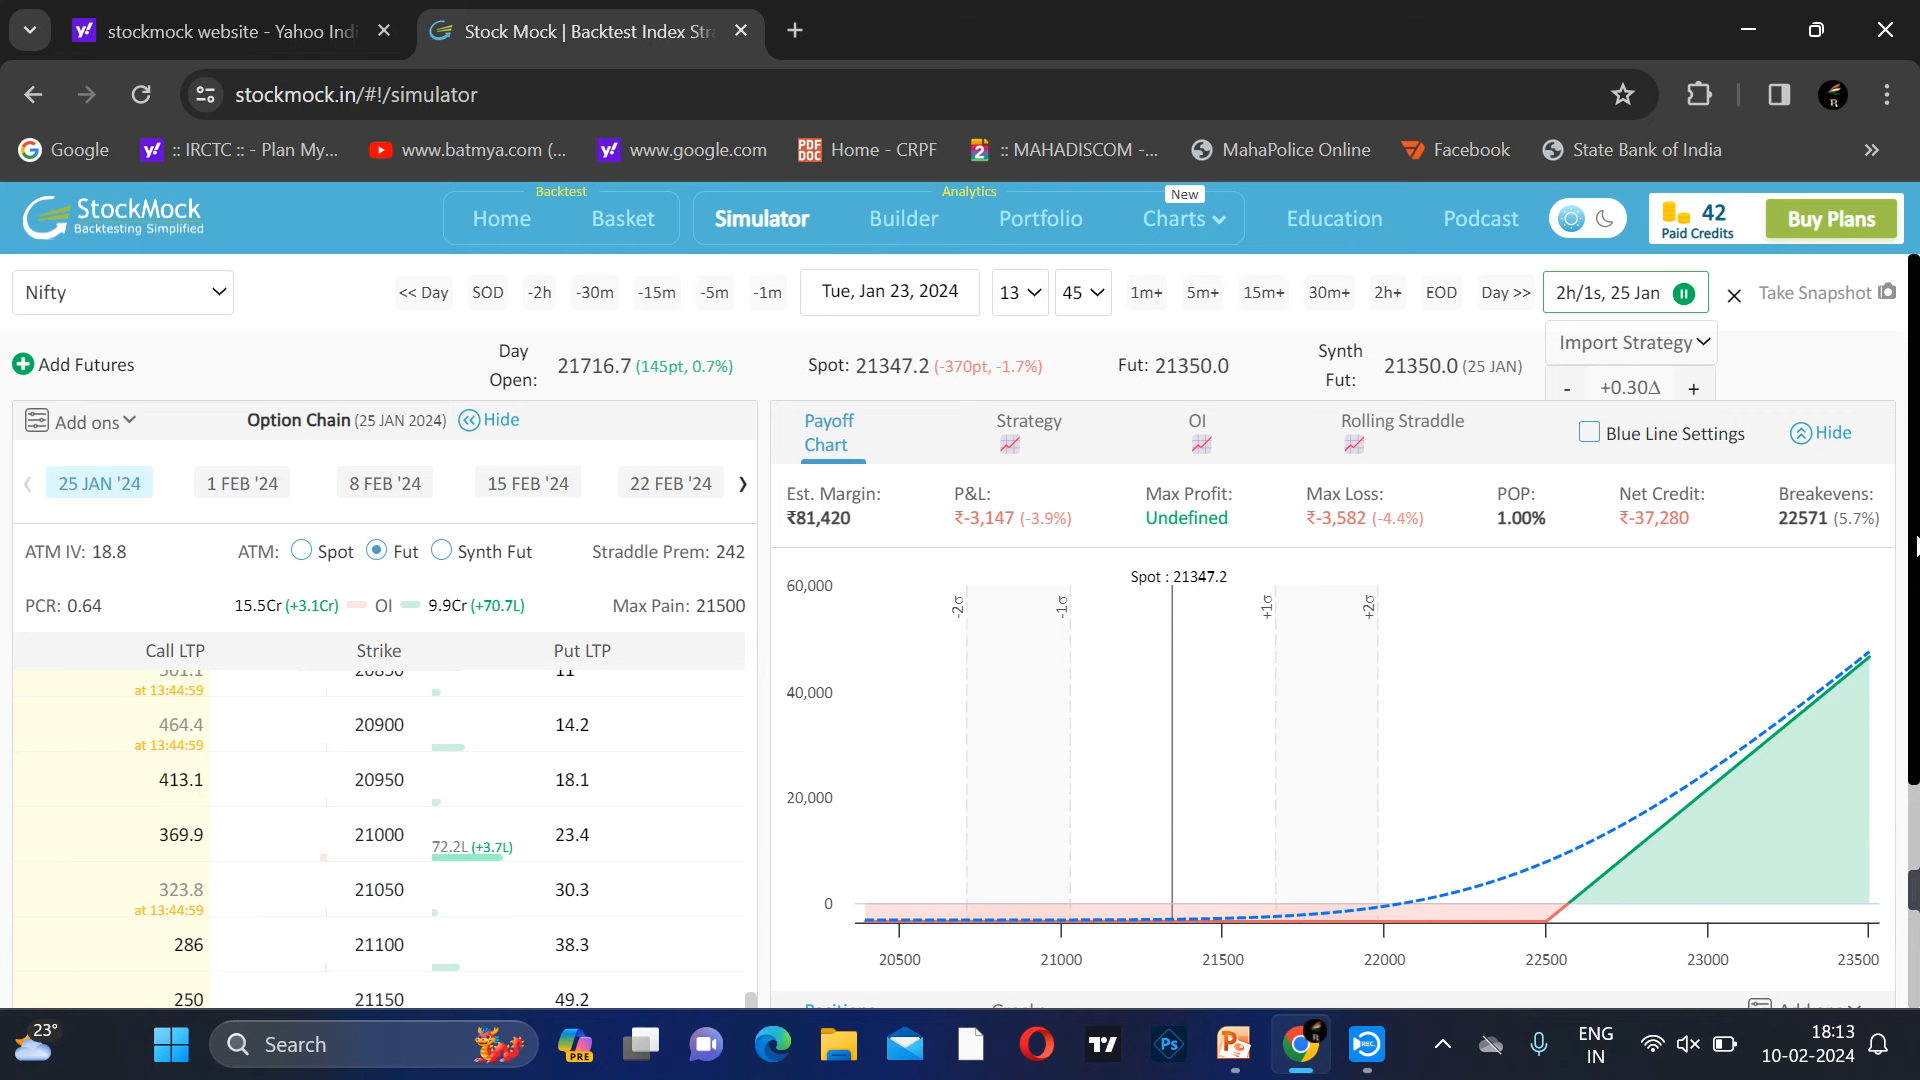 stockmock website - Yahoo Indi
Stock Mock | Backtest Index Stra
stockmock.in/#!/simulator
Google
:: IRCTC :: - Plan My...
www.batmya.com (...
www.google.com
Home - CRPF
:: MAHADISCOM -...
MahaPolice Online
Facebook
State Bank of India
StockMock
Backtesting Simplified
Backtest
Home
Basket
Analytics
Simulator
Builder
Portfolio
New
Charts
Education
Podcast
42
Paid Credits
Buy Plans
Nifty
<< Day
SOD
-2h
-30m
-15m
-5m
-1m
Tue, Jan 23, 2024
13
45
1m+
5m+
15m+
30m+
2h+
EOD
Day >>
2h/1s, 25 Jan
Take Snapshot
Import Strategy
- +0.30Δ +
Add Futures
Day Open: 21716.7 (145pt, 0.7%)
Spot: 21347.2 (-370pt, -1.7%)
Fut: 21350.0
Synth Fut: 21350.0 (25 JAN)
Add ons
Option Chain (25 JAN 2024)
Hide
25 JAN '24
1 FEB '24
8 FEB '24
15 FEB '24
22 FEB '24
ATM IV: 18.8
ATM: Spot Fut Synth Fut
Straddle Prem: 242
PCR: 0.64
15.5Cr (+3.1Cr) OI 9.9Cr (+70.7L)
Max Pain: 21500
Call LTP Strike Put LTP
501.1 20850 11
at 13:44:59
464.4 20900 14.2
at 13:44:59
413.1 20950 18.1
369.9 21000 72.2L (+3.7L) 23.4
323.8 21050 30.3
at 13:44:59
286 21100 38.3
250 21150 49.2
Payoff Chart
Strategy
OI
Rolling Straddle
Blue Line Settings
Hide
Est. Margin: ₹81,420
P&L: ₹-3,147 (-3.9%)
Max Profit: Undefined
Max Loss: ₹-3,582 (-4.4%)
POP: 1.00%
Net Credit: ₹-37,280
Breakevens: 22571 (5.7%)
Spot : 21347.2
60,000
40,000
20,000
0
-2σ
-1σ
+1σ
+2σ
20500 21000 21500 22000 22500 23000 23500
23°
Search
PRE
REC
ENG
IN
18:13
10-02-2024